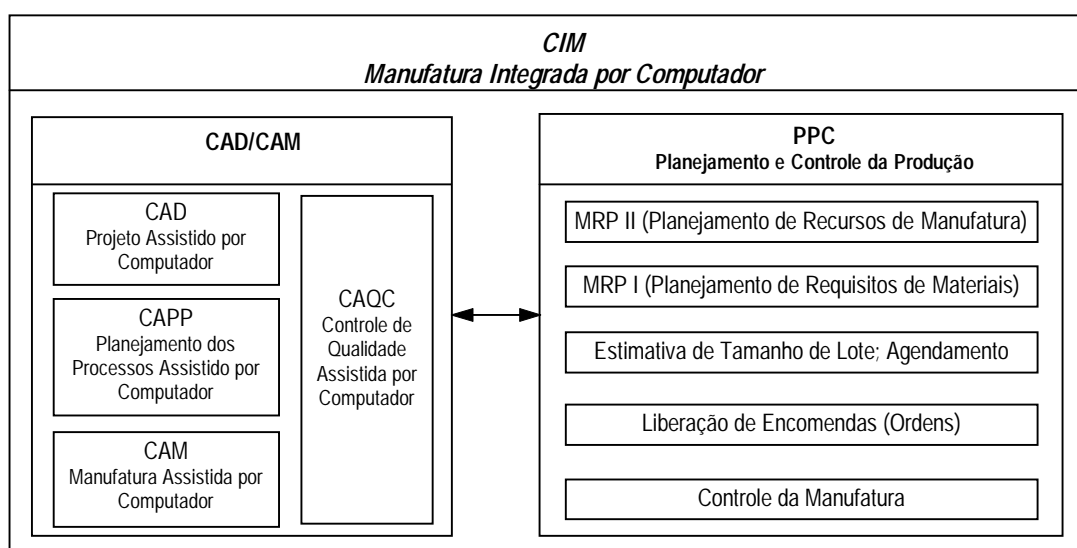 CIM
Manufatura Integrada por Computador
CAD/CAM
CAD
Projeto Assistido por
Computador
CAPP
Planejamento dos
Processos Assistido por
Computador
CAM
Manufatura Assistida por
Computador
CAQC
Controle de
Qualidade
Assistida por
Computador
PPC
Planejamento e Controle da Produção
MRP II (Planejamento de Recursos de Manufatura)
MRP I (Planejamento de Requisitos de Materiais)
Estimativa de Tamanho de Lote; Agendamento
Liberação de Encomendas (Ordens)
Controle da Manufatura